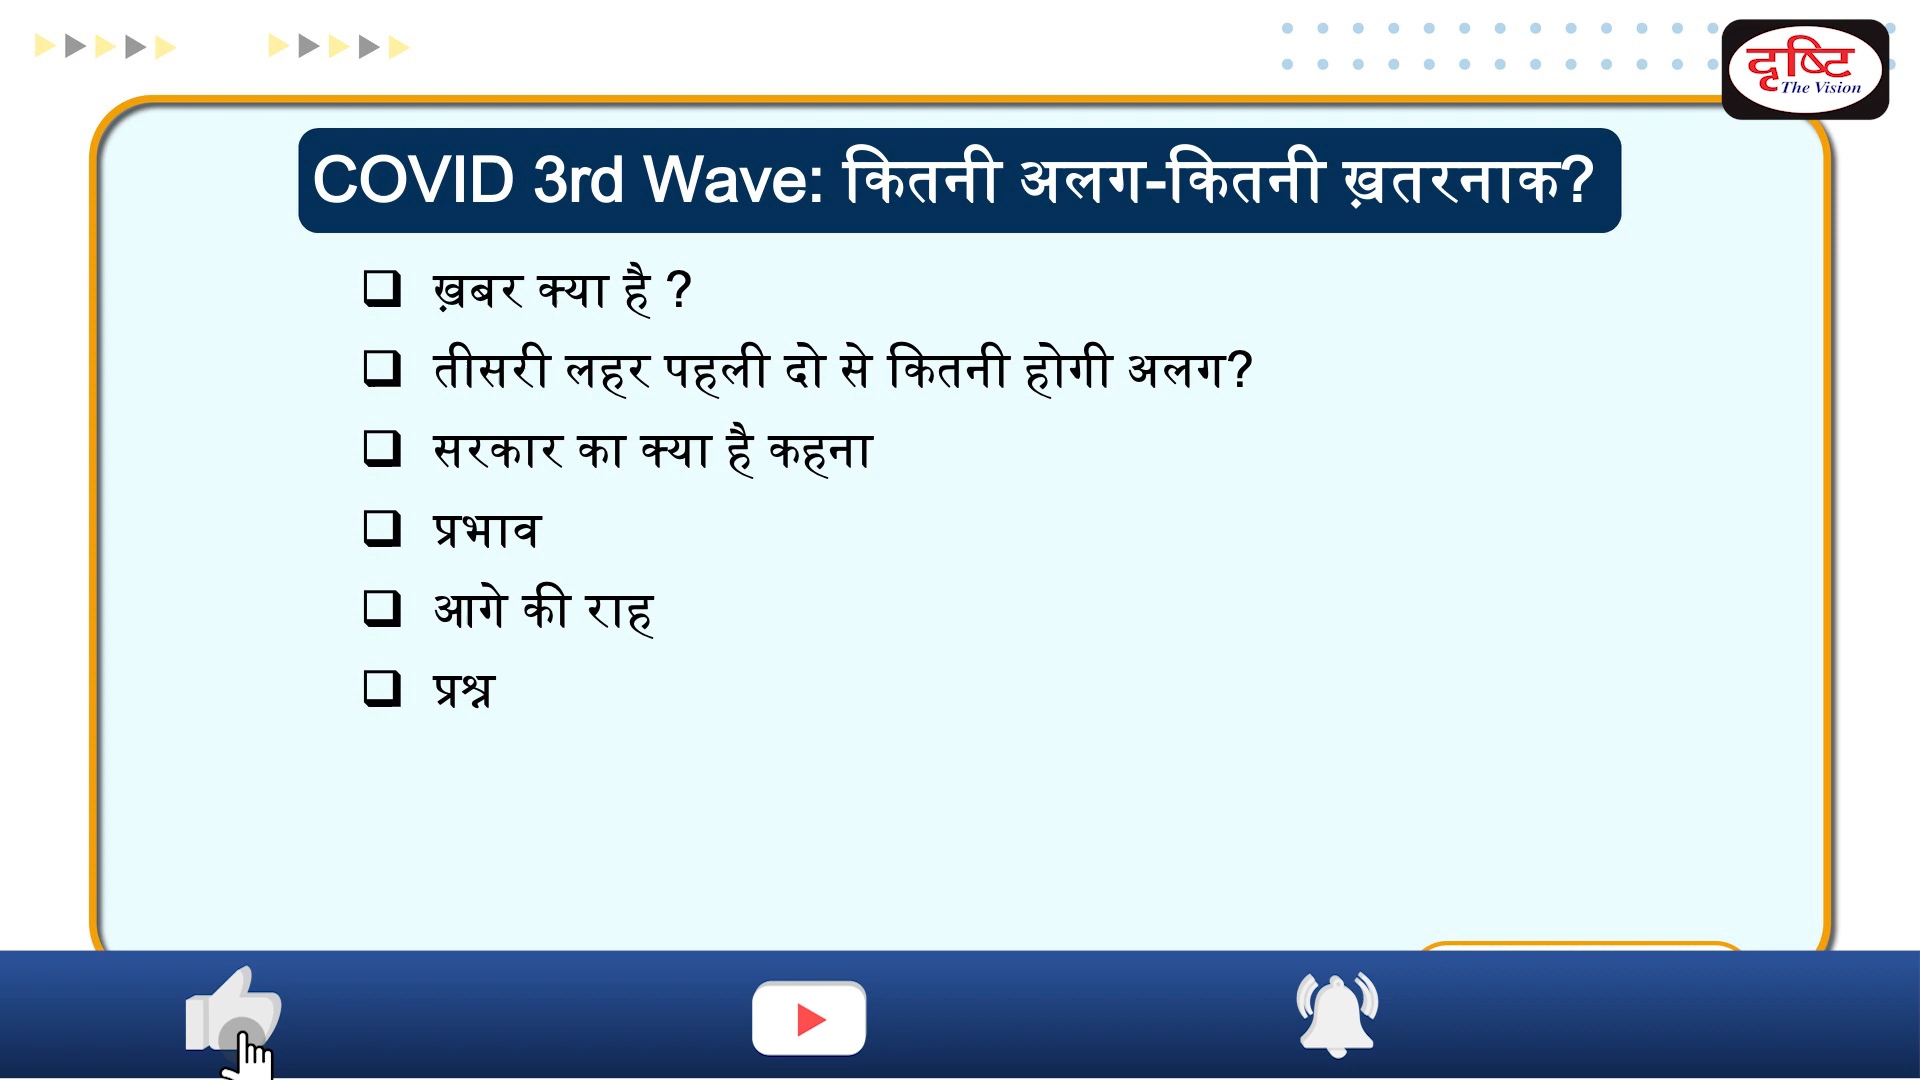 दृष्टि
The Vision
COVID 3rd Wave: कितनी अलग-कितनी ख़तरनाक?
ख़बर क्या है ?
तीसरी लहर पहली दो से कितनी होगी अलग?
सरकार का क्या है कहना
प्रभाव
आगे की राह
प्रश्न